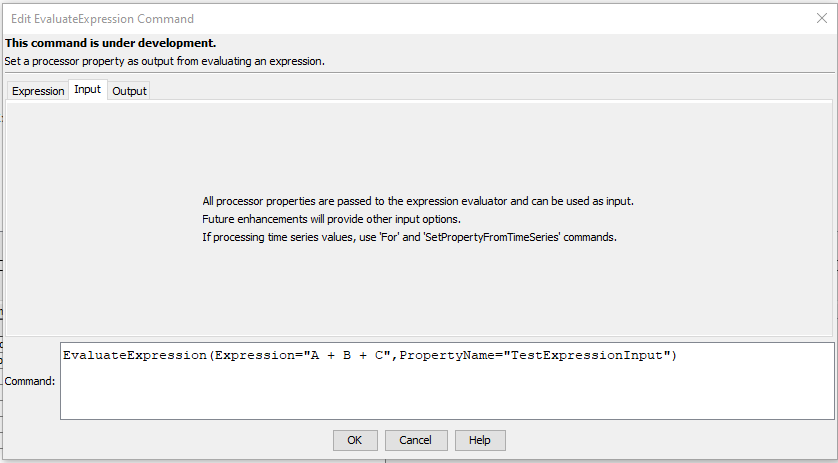 Edit EvaluateExpression Command
This command is under development.
Set a processor property as output from evaluating an expression.
Expression Input Output
All processor properties are passed to the expression evaluator and can be used as input.
Future enhancements will provide other input options.
If processing time series values, use 'For' and 'SetPropertyFromTimeSeries' commands.
EvaluateExpression(Expression="A + B + C",PropertyName="TestExpressionInput")
Command:
OK Cancel Help